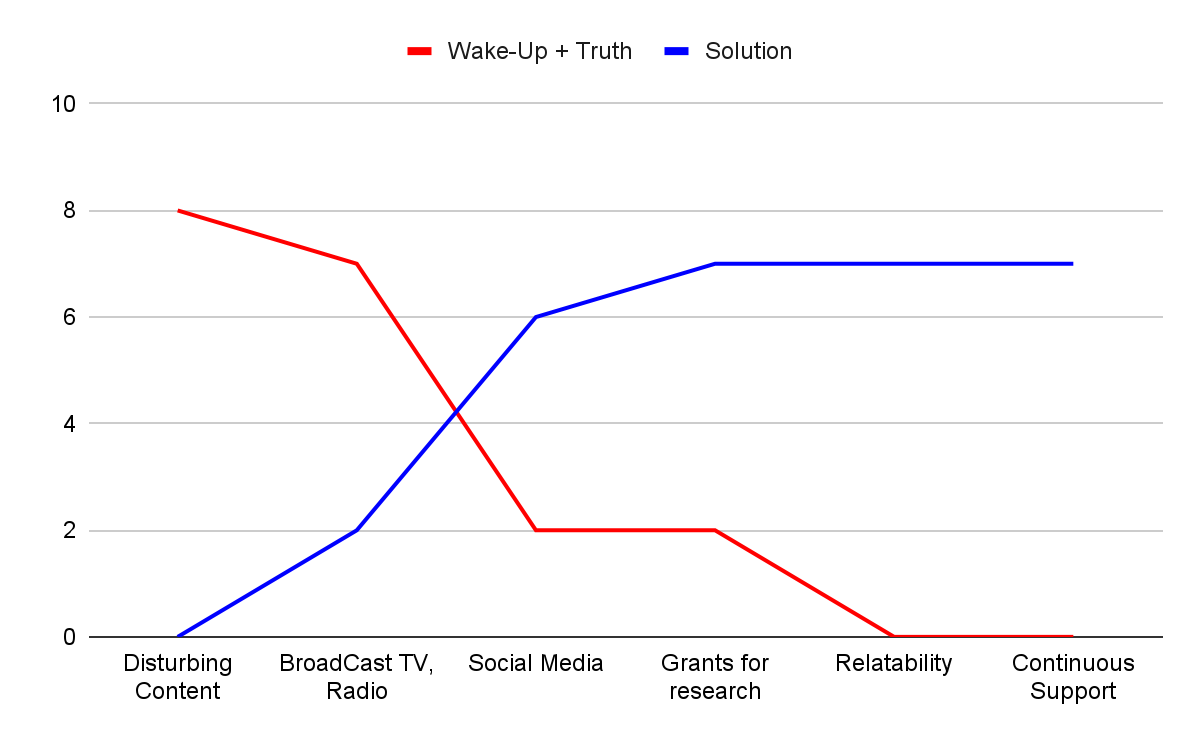 Wake-Up + Truth
Solution
10
8
6
4
2
0
Disturbing
Content
BroadCast TV,
Radio
Social Media
Grants for
research
Relatability
Continuous
Support